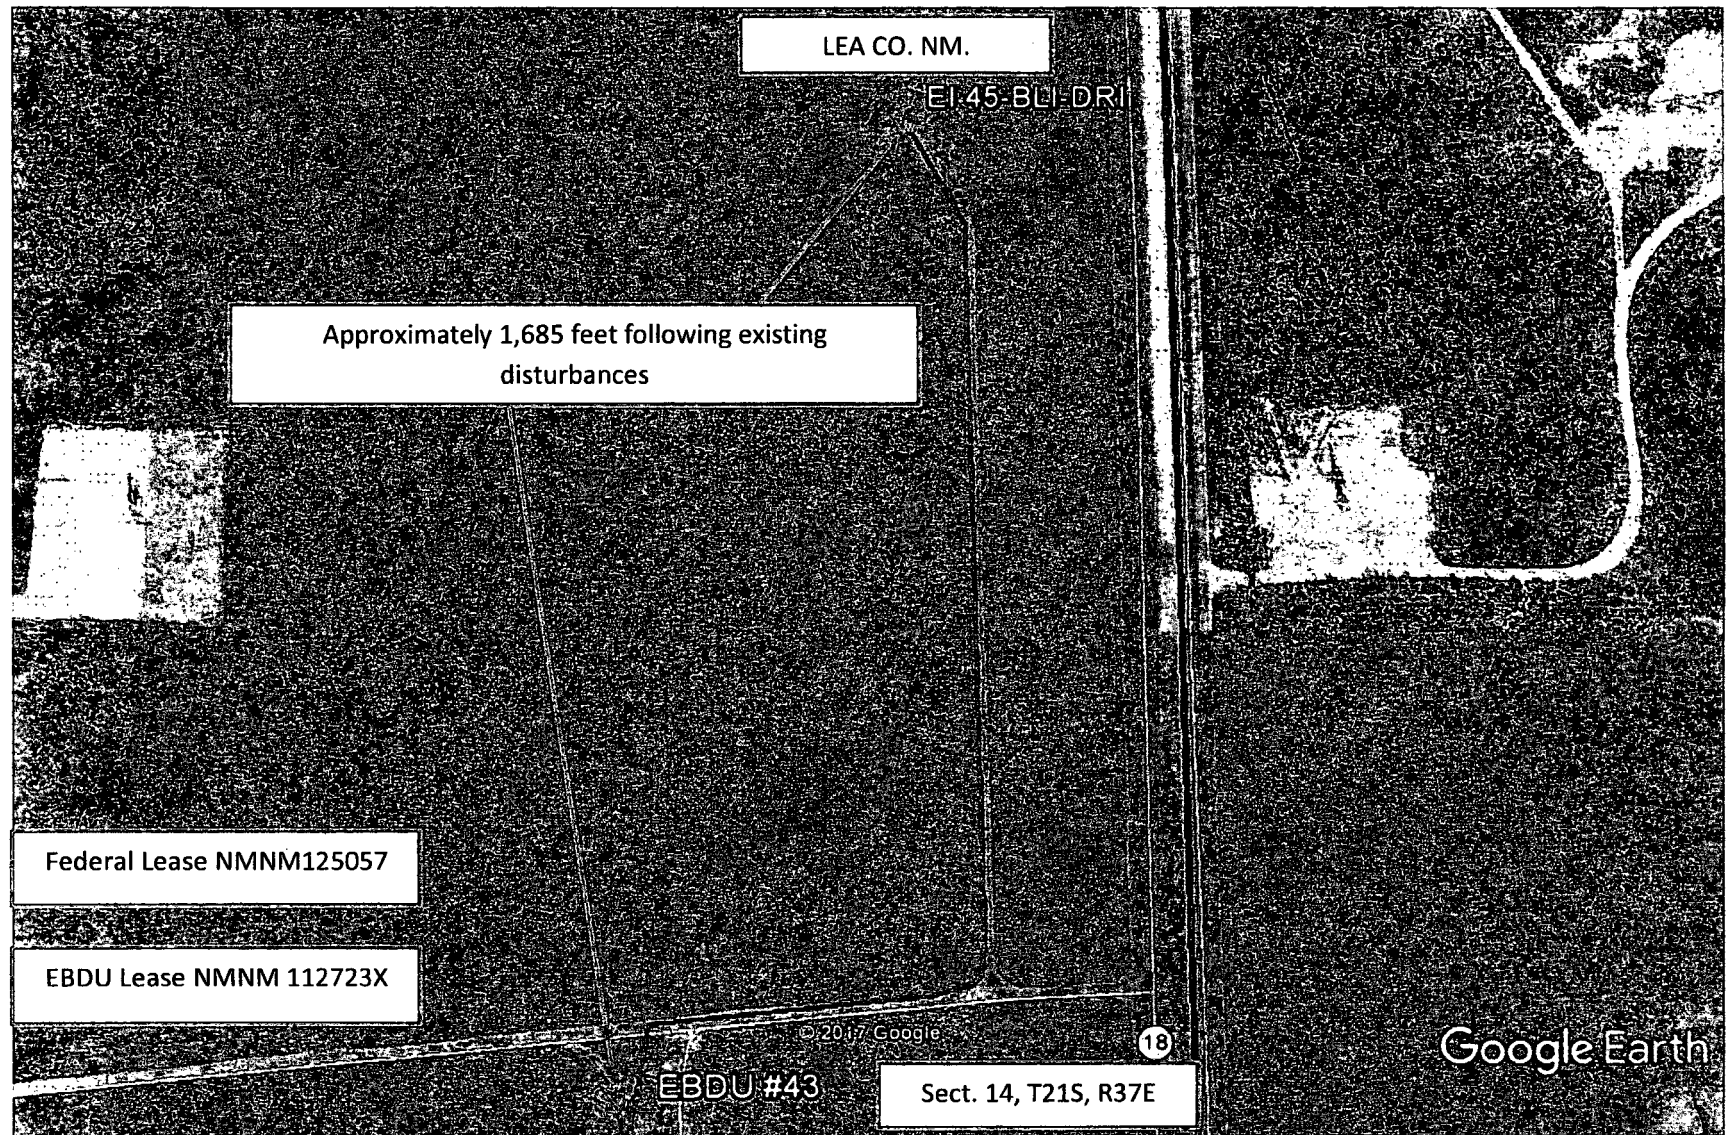 LEA CO. NM.
EI 45-BLI-DRI
Approximately 1,685 feet following existing
disturbances
Federal Lease NMNM125057
EBDU Lease NMNM 112723X
© 2017 Google
18
Google Earth
EBDU #43
Sect. 14, T21S, R37E